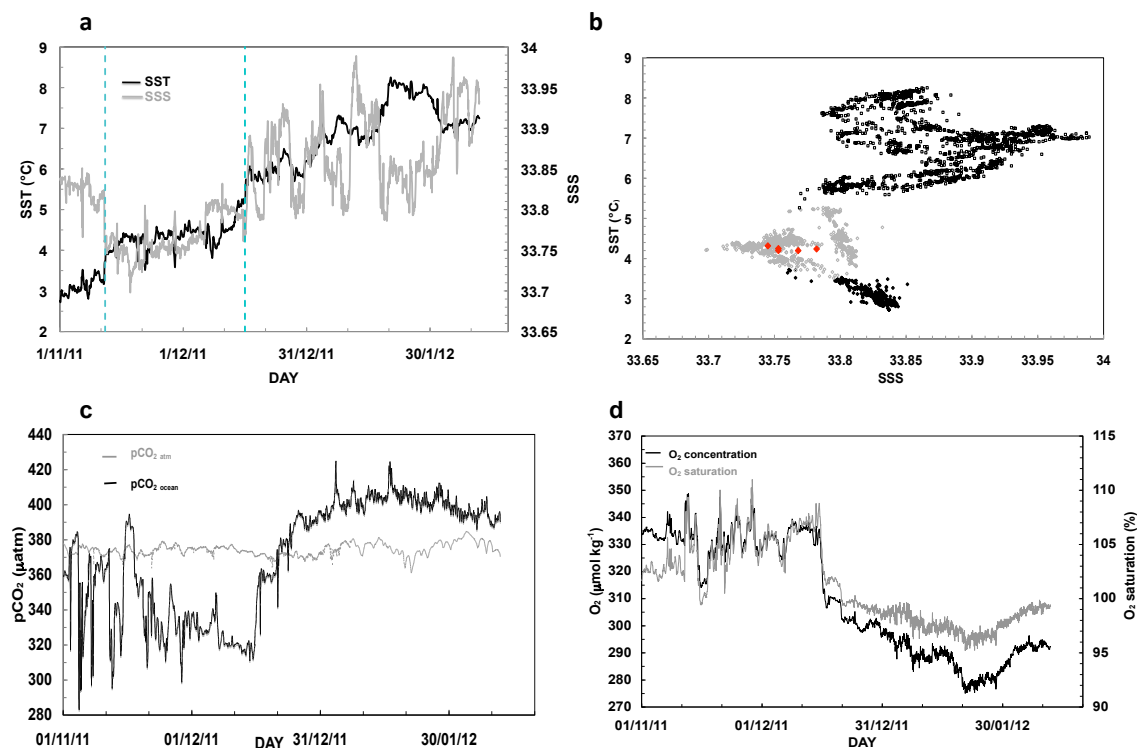 a
9
8
7
6
5
4
3
2
SST (°C)
SST
SSS
34
33.95
33.9
33.85
33.8
33.75
33.7
33.65
SSS
1/11/11 1/12/11 31/12/11 30/1/12
DAY
b
9
8
7
6
5
4
3
2
SST (°C)
33.65 33.7 33.75 33.8 33.85 33.9 33.95 34
SSS
c
440
420
400
380
360
340
320
300
280
pCO₂ (μatm)
pCO₂ atm
pCO₂ ocean
01/11/11 01/12/11 31/12/11 30/01/12
DAY
d
370
360
350
340
330
320
310
300
290
280
270
O₂ (μmol kg⁻¹)
O₂ concentration
O₂ saturation
115
110
105
100
95
90
O₂ saturation (%)
01/11/11 01/12/11 31/12/11 30/01/12
DAY